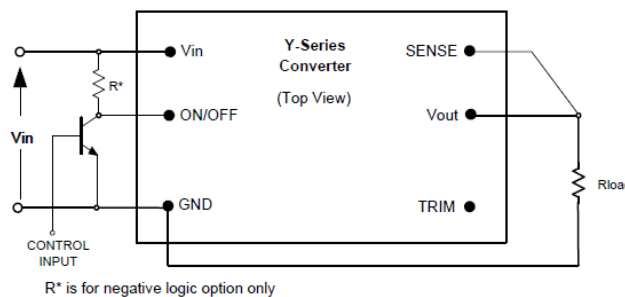 Y-Series
Converter
(Top View)
Vin
SENSE
R*
ON/OFF
Vout
Vin
Rloa
GND
TRIM
CONTROL
INPUT
R* is for negative logic option only